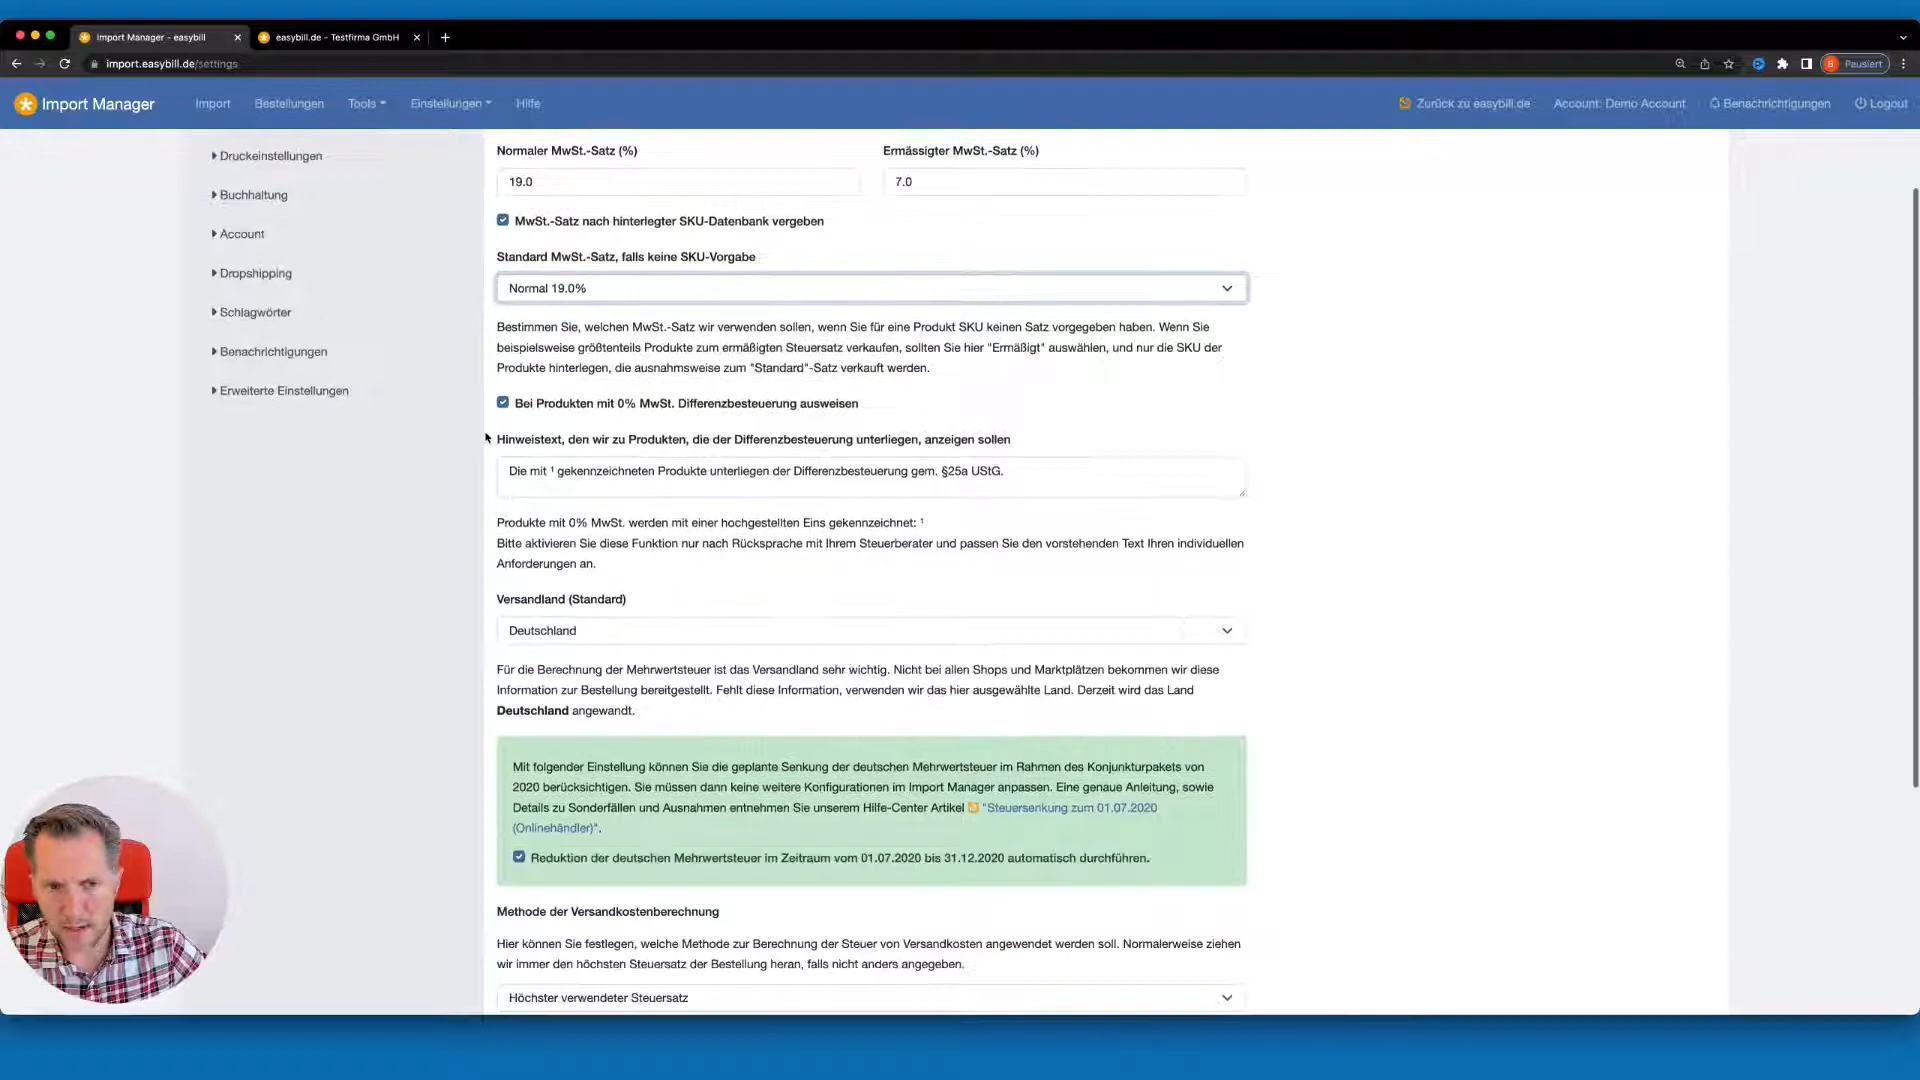 Import Manager - easybill
easybill.de - Testfirma GmbH
import.easybill.de/settings
B Pausiert
Import Manager
Import
Bestellungen
Tools
Einstellungen
Hilfe
Zurück zu easybill.de
Account: Demo Account
Benachrichtigungen
Logout
Druckeinstellungen
Buchhaltung
Account
Dropshipping
Schlagwörter
Benachrichtigungen
Erweiterte Einstellungen
Normaler MwSt.-Satz (%)
Ermässigter MwSt.-Satz (%)
19.0
7.0
MwSt.-Satz nach hinterlegter SKU-Datenbank vergeben
Standard MwSt.-Satz, falls keine SKU-Vorgabe
Normal 19.0%
Bestimmen Sie, welchen MwSt.-Satz wir verwenden sollen, wenn Sie für eine Produkt SKU keinen Satz vorgegeben haben. Wenn Sie
beispielsweise größtenteils Produkte zum ermäßigten Steuersatz verkaufen, sollten Sie hier "Ermäßigt" auswählen, und nur die SKU der
Produkte hinterlegen, die ausnahmsweise zum "Standard"-Satz verkauft werden.
Bei Produkten mit 0% MwSt. Differenzbesteuerung ausweisen
Hinweistext, den wir zu Produkten, die der Differenzbesteuerung unterliegen, anzeigen sollen
Die mit ¹ gekennzeichneten Produkte unterliegen der Differenzbesteuerung gem. §25a UStG.
Produkte mit 0% MwSt. werden mit einer hochgestellten Eins gekennzeichnet: ¹
Bitte aktivieren Sie diese Funktion nur nach Rücksprache mit Ihrem Steuerberater und passen Sie den vorstehenden Text Ihren individuellen
Anforderungen an.
Versandland (Standard)
Deutschland
Für die Berechnung der Mehrwertsteuer ist das Versandland sehr wichtig. Nicht bei allen Shops und Marktplätzen bekommen wir diese
Information zur Bestellung bereitgestellt. Fehlt diese Information, verwenden wir das hier ausgewählte Land. Derzeit wird das Land
Deutschland angewandt.
Mit folgender Einstellung können Sie die geplante Senkung der deutschen Mehrwertsteuer im Rahmen des Konjunkturpakets von
2020 berücksichtigen. Sie müssen dann keine weitere Konfigurationen im Import Manager anpassen. Eine genaue Anleitung, sowie
Details zu Sonderfällen und Ausnahmen entnehmen Sie unserem Hilfe-Center Artikel "Steuersenkung zum 01.07.2020
(Onlinehändler)".
Reduktion der deutschen Mehrwertsteuer im Zeitraum vom 01.07.2020 bis 31.12.2020 automatisch durchführen.
Methode der Versandkostenberechnung
Hier können Sie festlegen, welche Methode zur Berechnung der Steuer von Versandkosten angewendet werden soll. Normalerweise ziehen
wir immer den höchsten Steuersatz der Bestellung heran, falls nicht anders angegeben.
Höchster verwendeter Steuersatz